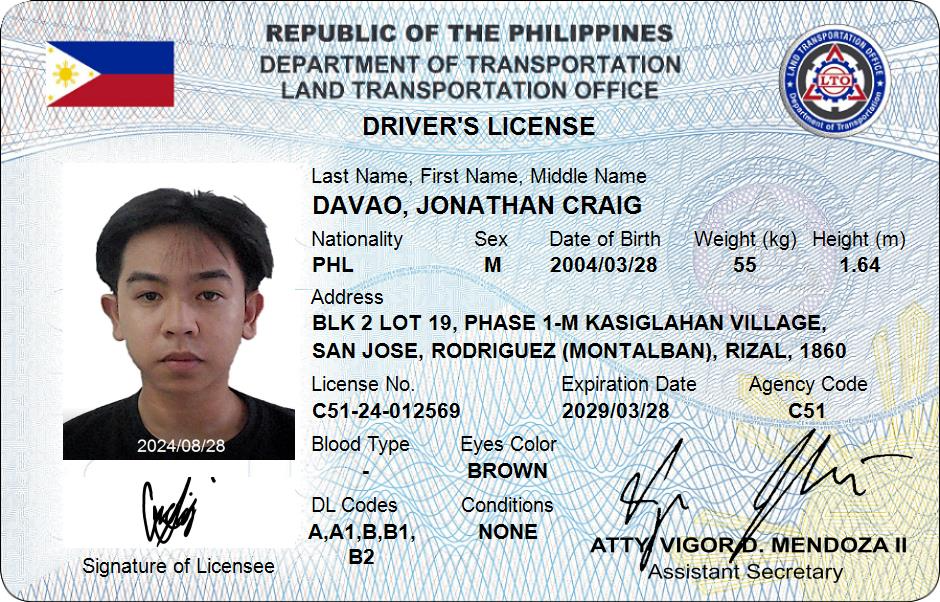 REPUBLIC OF THE PHILIPPINES
DEPARTMENT OF TRANSPORTATION
LAND TRANSPORTATION OFFICE
LAND TRANSPORTATION OFFICE
LTO
Department of Transportation
DRIVER'S LICENSE
Last Name, First Name, Middle Name
DAVAO, JONATHAN CRAIG
Nationality Sex Date of Birth Weight (kg) Height (m)
PHL M 2004/03/28 55 1.64
Address
BLK 2 LOT 19, PHASE 1-M KASIGLAHAN VILLAGE,
SAN JOSE, RODRIGUEZ (MONTALBAN), RIZAL, 1860
License No. Expiration Date Agency Code
C51-24-012569 2029/03/28 C51
2024/08/28
Blood Type Eyes Color
- BROWN
DL Codes Conditions
A,A1,B,B1, NONE
B2
Signature of Licensee
ATTY VIGOR D. MENDOZA II
Assistant Secretary